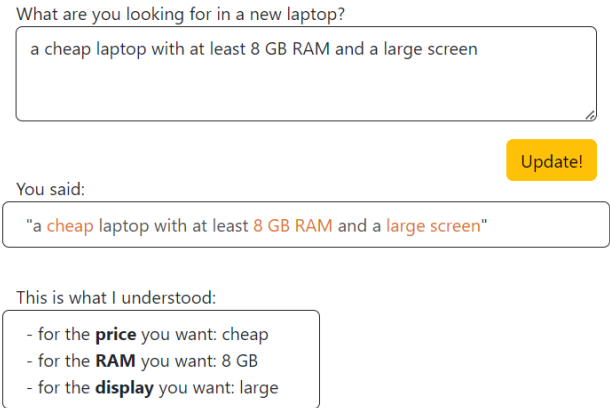 What are you looking for in a new laptop?
a cheap laptop with at least 8 GB RAM and a large screen
Update!
You said:
"a cheap laptop with at least 8 GB RAM and a large screen"
This is what I understood:
- for the price you want: cheap
- for the RAM you want: 8 GB
- for the display you want: large